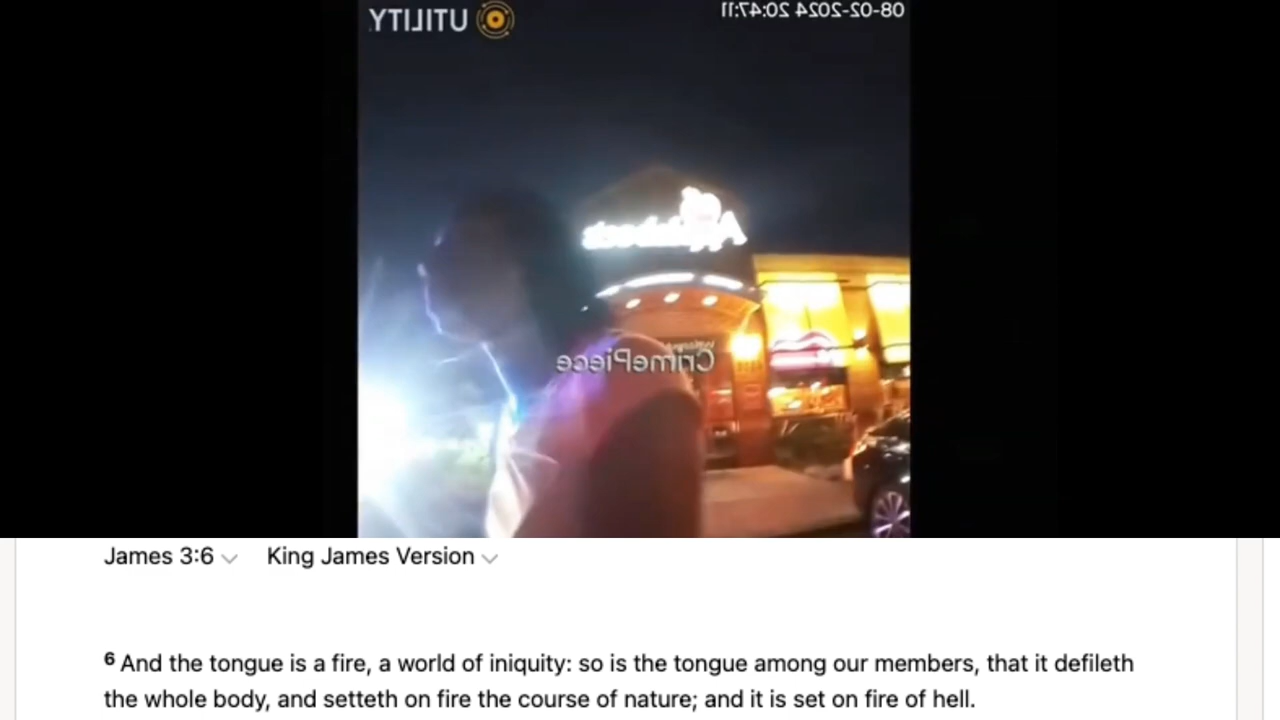 UTILITY
08-02-2024 20:47:11
Applebee's
CrimePiece
James 3:6 King James Version
6 And the tongue is a fire, a world of iniquity: so is the tongue among our members, that it defileth
the whole body, and setteth on fire the course of nature; and it is set on fire of hell.